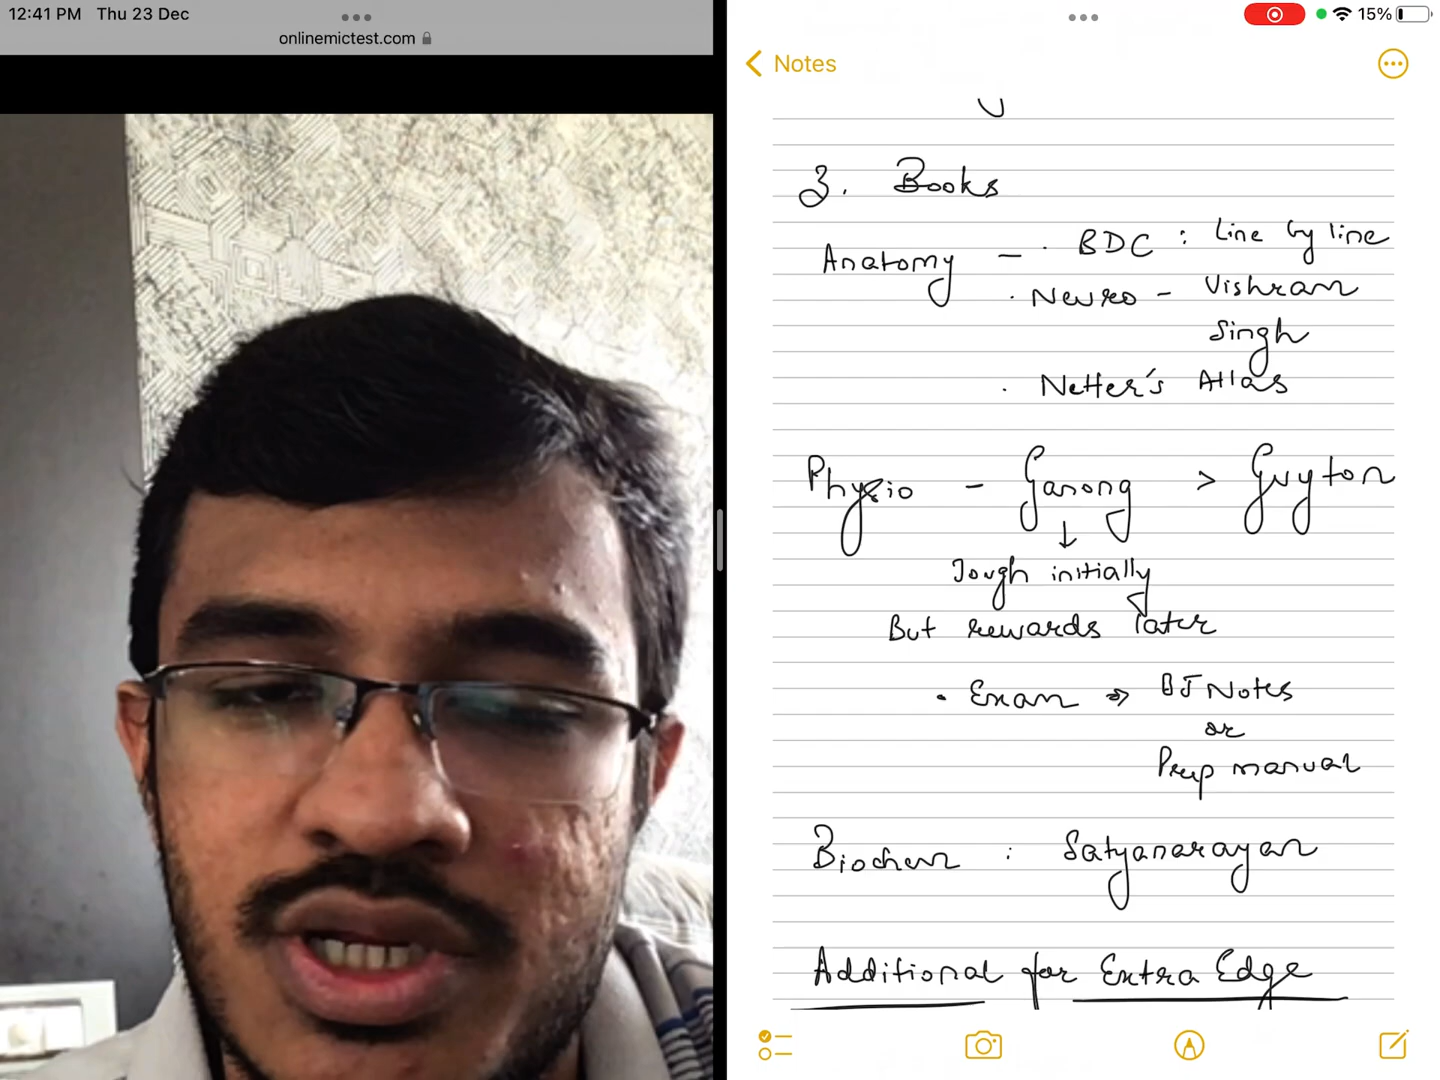 12:41 PM Thu 23 Dec
onlinemictest.com
15%
Notes
3. Books
Anatomy - · BDC : Line by line
· Neuro - Vishram
Singh
· Netter's Atlas
Physio - Ganong > Guyton
↓
Tough initially
But rewards later
· Exam ⇒ BJ Notes
or
Prep manual
Biochem : Satyanarayan
Additional for Extra Edge